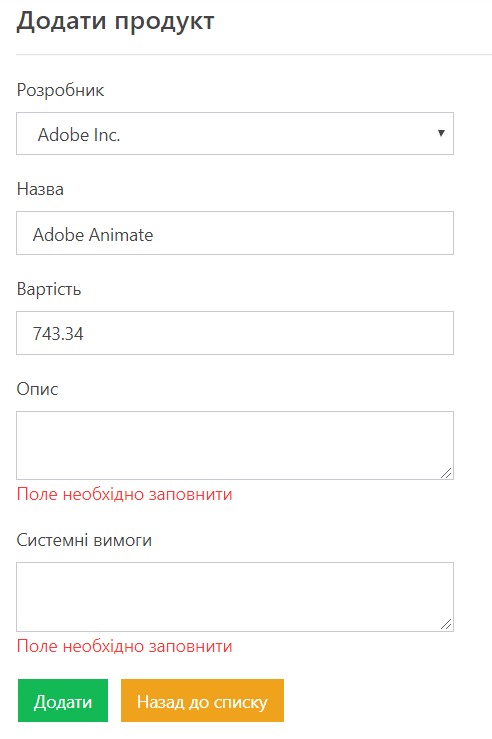 Додати продукт
Розробник
Adobe Inc.
Назва
Adobe Animate
Вартість
743.34
Опис
Поле необхідно заповнити
Системні вимоги
Поле необхідно заповнити
Додати Назад до списку